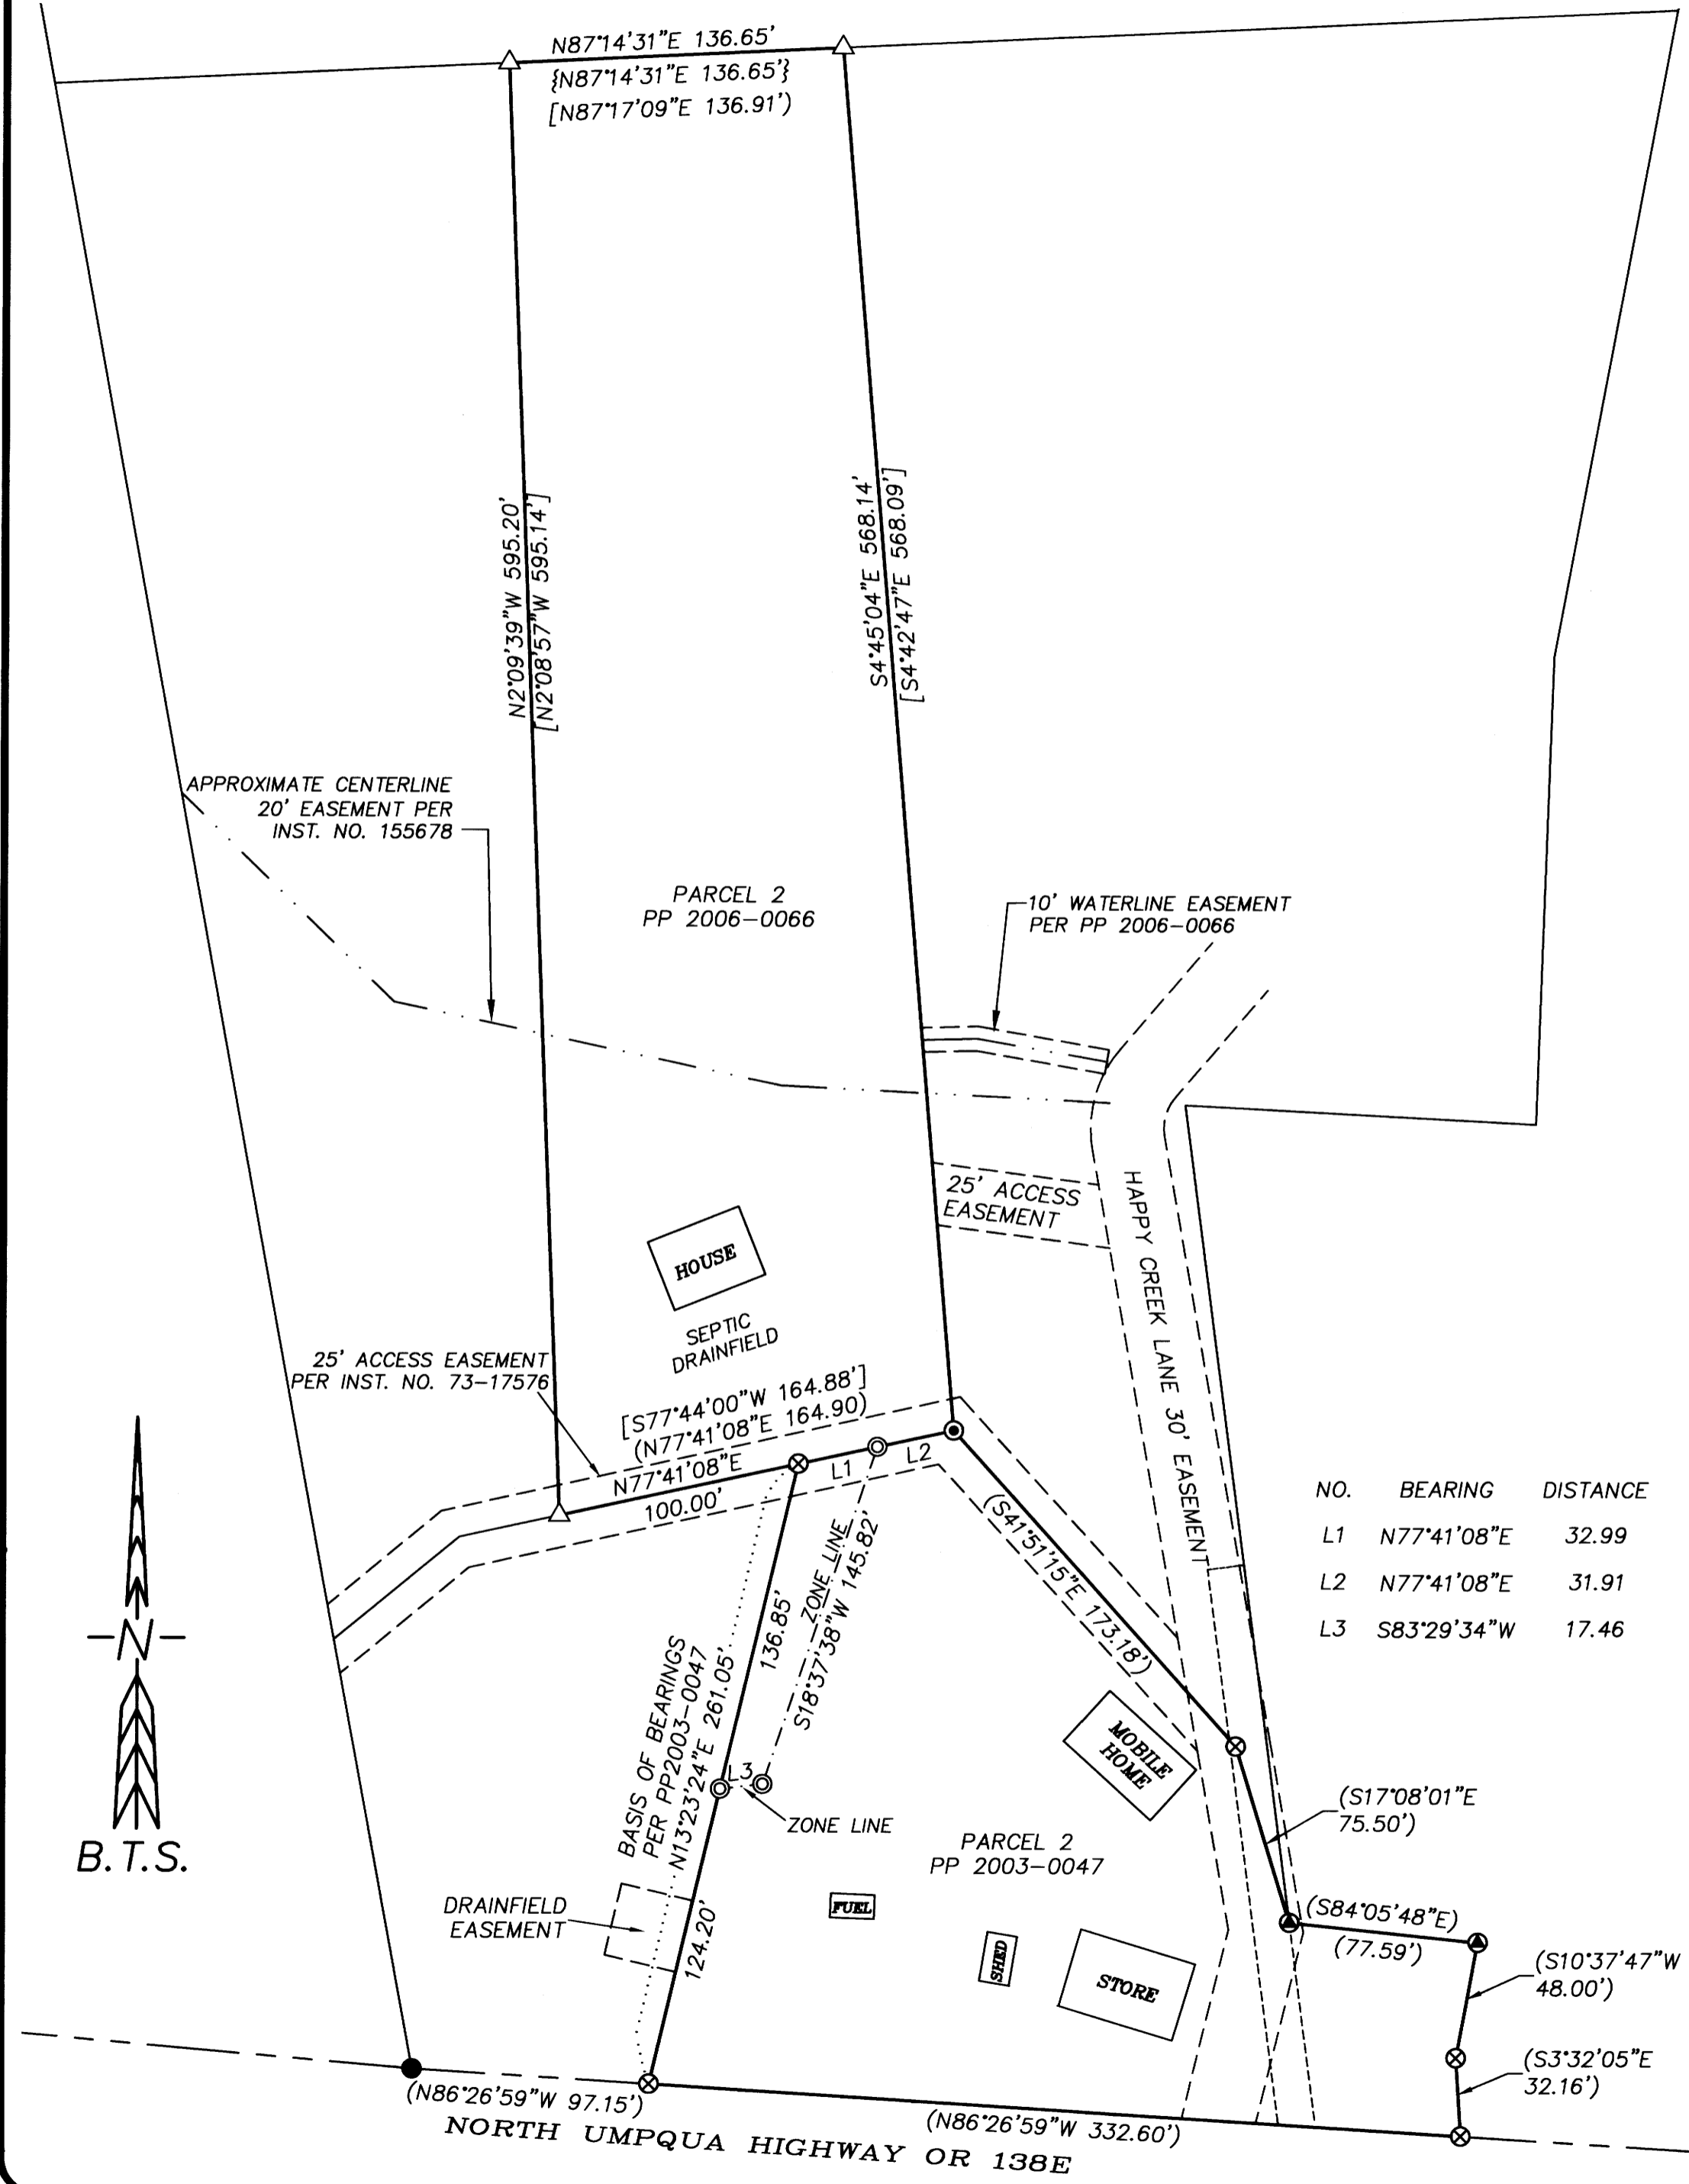 N87°14'31"E 136.65'
{N87°14'31"E 136.65'}
[N87°17'09"E 136.91')
N2°09'39"W 595.20'
[N2°08'57"W 595.14']
S4°45'04"E 568.14'
[S4°42'47"E 568.09']
APPROXIMATE CENTERLINE
20' EASEMENT PER
INST. NO. 155678
PARCEL 2
PP 2006-0066
10' WATERLINE EASEMENT
PER PP 2006-0066
25' ACCESS
EASEMENT
HAPPY CREEK LANE 30' EASEMENT
HOUSE
SEPTIC
DRAINFIELD
25' ACCESS EASEMENT
PER INST. NO. 73-17576
[S77°44'00"W 164.88']
(N77°41'08"E 164.90)
N77°41'08"E
100.00'
L1
L2
NO. BEARING DISTANCE
L1 N77°41'08"E 32.99
L2 N77°41'08"E 31.91
L3 S83°29'34"W 17.46
(S41°51'15"E 173.18')
ZONE LINE
S18°37'38"W 145.82'
136.85'
BASIS OF BEARINGS
PER PP2003-0047
N13°23'24"E 261.05'
L3
ZONE LINE
N
B.T.S.
MOBILE
HOME
(S17°08'01"E
75.50')
PARCEL 2
PP 2003-0047
DRAINFIELD
EASEMENT
124.20'
FUEL
SHED
STORE
(S84°05'48"E)
(77.59')
(S10°37'47"W
48.00')
(S3°32'05"E
32.16')
(N86°26'59"W 97.15')
(N86°26'59"W 332.60')
NORTH UMPQUA HIGHWAY OR 138E